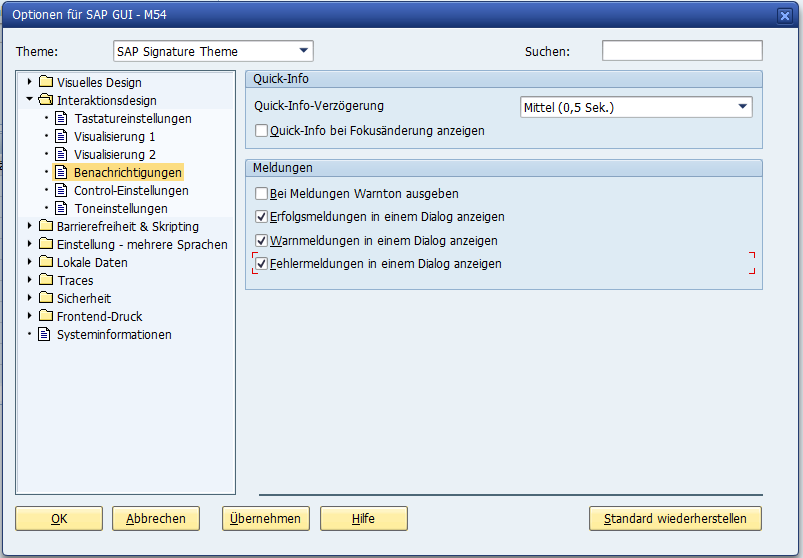 Optionen für SAP GUI - M54
Theme: SAP Signature Theme Suchen:
Visuelles Design
Interaktionsdesign
Tastatureinstellungen
Visualisierung 1
Visualisierung 2
Benachrichtigungen
Control-Einstellungen
Toneinstellungen
Barrierefreiheit & Skripting
Einstellung - mehrere Sprachen
Lokale Daten
Traces
Sicherheit
Frontend-Druck
Systeminformationen
Quick-Info
Quick-Info-Verzögerung Mittel (0,5 Sek.)
Quick-Info bei Fokusänderung anzeigen
Meldungen
Bei Meldungen Warnton ausgeben
Erfolgsmeldungen in einem Dialog anzeigen
Warnmeldungen in einem Dialog anzeigen
Fehlermeldungen in einem Dialog anzeigen
OK Abbrechen Übernehmen Hilfe Standard wiederherstellen